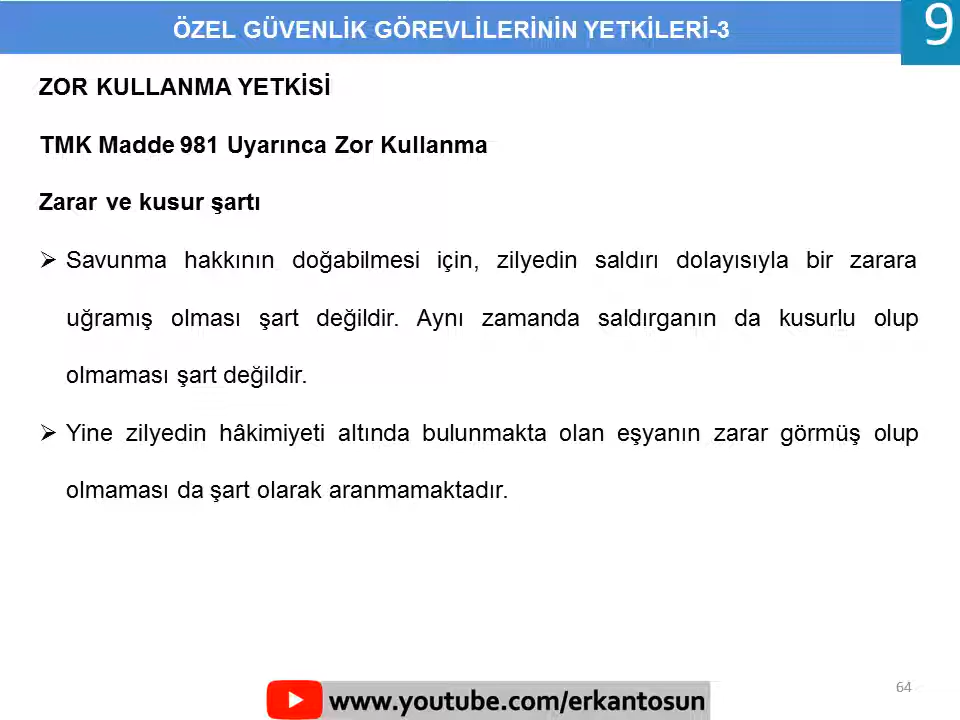 ÖZEL GÜVENLİK GÖREVLİLERİNİN YETKİLERİ-3
9
ZOR KULLANMA YETKİSİ
TMK Madde 981 Uyarınca Zor Kullanma
Zarar ve kusur şartı
➢ Savunma hakkının doğabilmesi için, zilyedin saldırı dolayısıyla bir zarara
uğramış olması şart değildir. Aynı zamanda saldırganın da kusurlu olup
olmaması şart değildir.
➢ Yine zilyedin hâkimiyeti altında bulunmakta olan eşyanın zarar görmüş olup
olmaması da şart olarak aranmamaktadır.
64
www.youtube.com/erkantosun